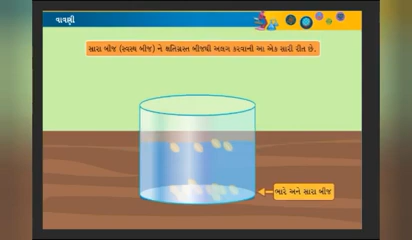 વાવણી
સારા બીજ (સ્વસ્થ બીજ) ને ક્ષતિગ્રસ્ત બીજથી અલગ કરવાની આ એક સારી રીત છે.
ભારે અને સારા બીજ